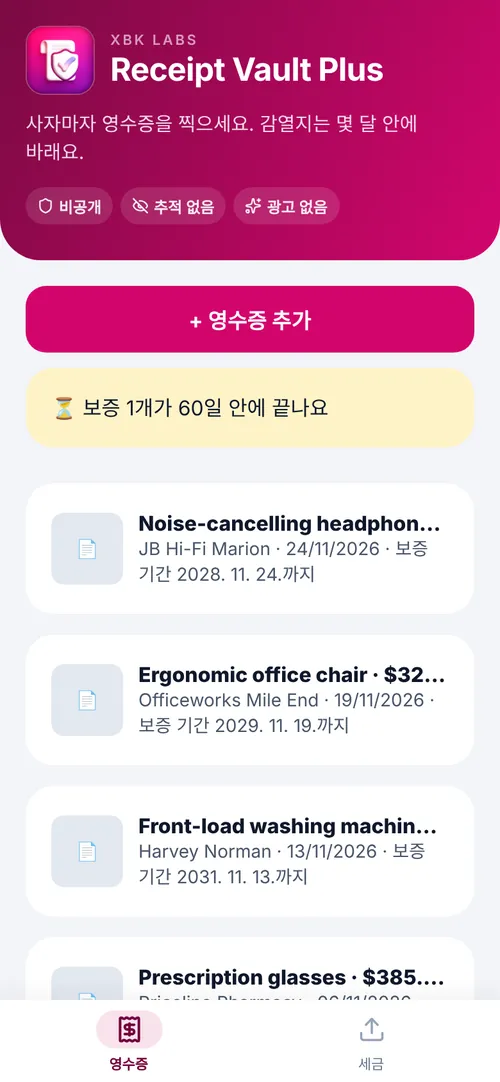 XBK LABS
Receipt Vault Plus
사자마자 영수증을 찍으세요. 감열지는 몇 달 안에
바래요.
비공개
추적 없음
광고 없음
+ 영수증 추가
⏳ 보증 1개가 60일 안에 끝나요
Noise-cancelling headphon...
JB Hi-Fi Marion · 24/11/2026 · 보증
기간 2028. 11. 24.까지
Ergonomic office chair · $32...
Officeworks Mile End · 19/11/2026 ·
보증 기간 2029. 11. 19.까지
Front-load washing machin...
Harvey Norman · 13/11/2026 · 보증
기간 2031. 11. 13.까지
Prescription glasses · $385....
영수증
세금